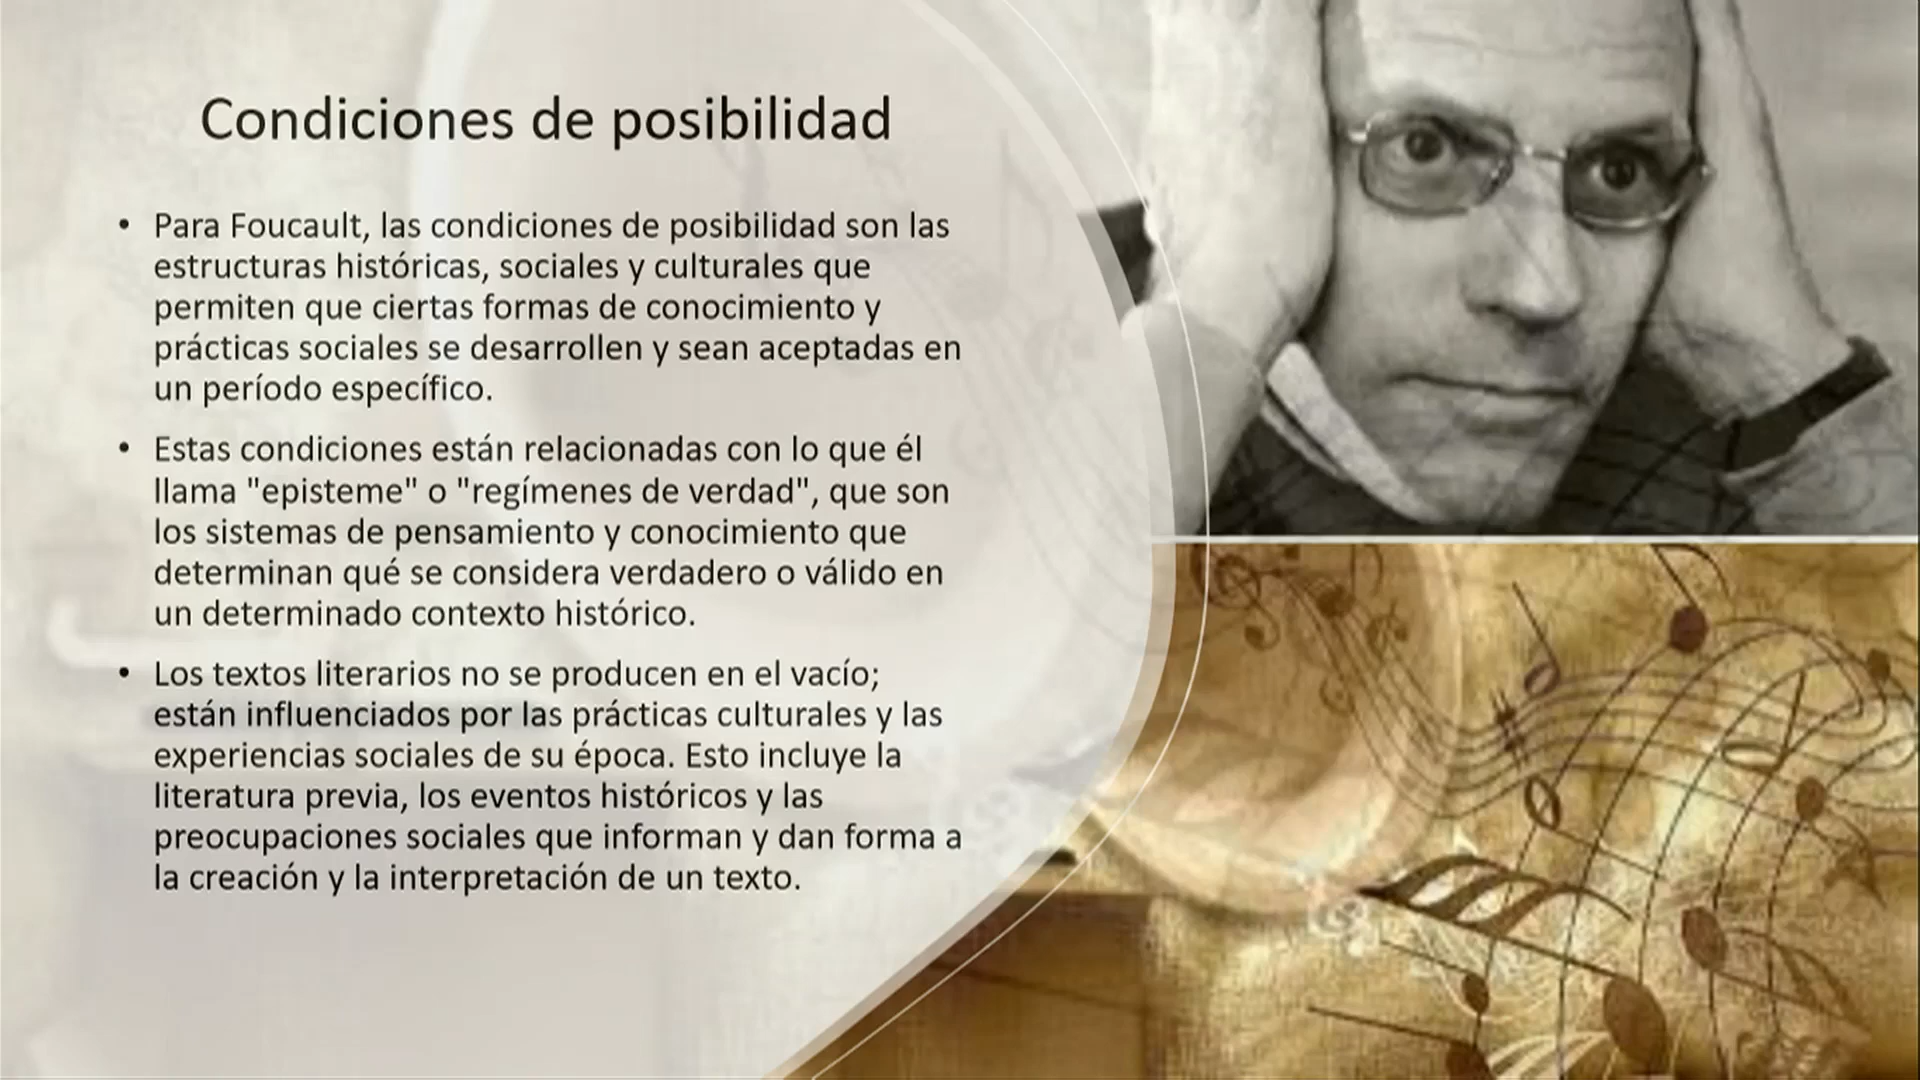 Condiciones de posibilidad
• Para Foucault, las condiciones de posibilidad son las
estructuras históricas, sociales y culturales que
permiten que ciertas formas de conocimiento y
prácticas sociales se desarrollen y sean aceptadas en
un período específico.
• Estas condiciones están relacionadas con lo que él
llama "episteme" o "regímenes de verdad", que son
los sistemas de pensamiento y conocimiento que
determinan qué se considera verdadero o válido en
un determinado contexto histórico.
• Los textos literarios no se producen en el vacío;
están influenciados por las prácticas culturales y las
experiencias sociales de su época. Esto incluye la
literatura previa, los eventos históricos y las
preocupaciones sociales que informan y dan forma a
la creación y la interpretación de un texto.